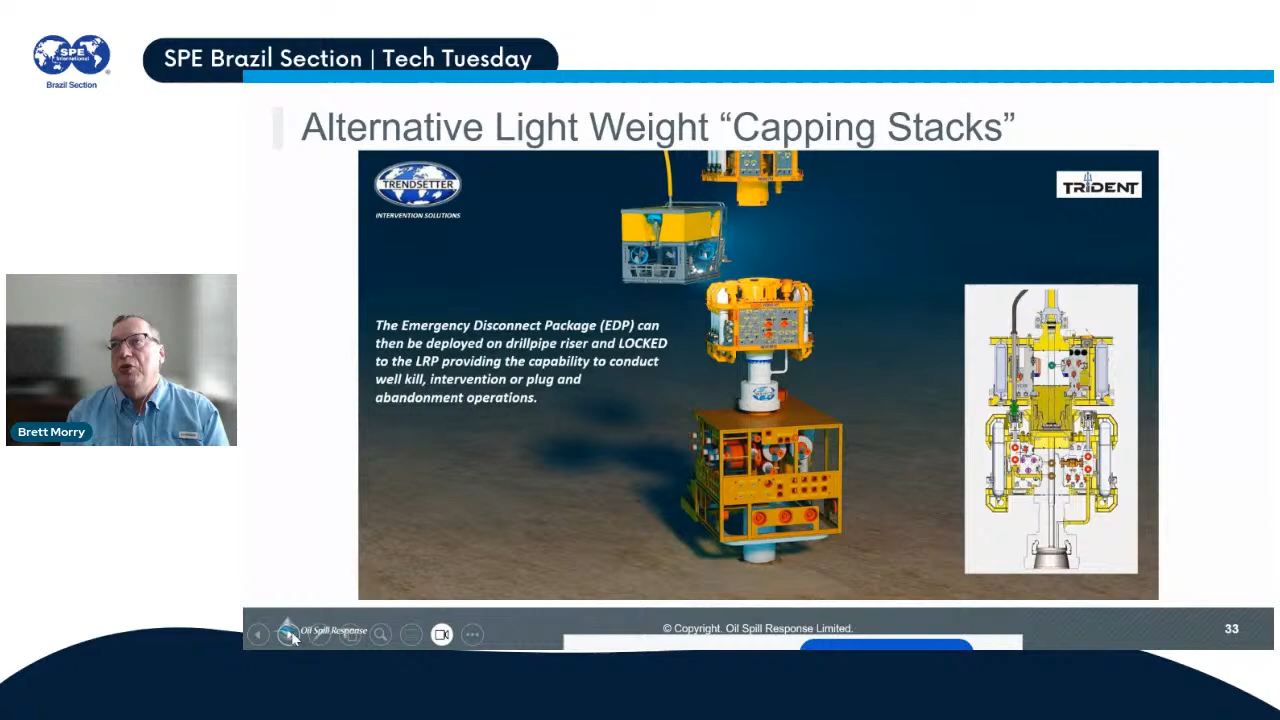 SPE
International
Brazil Section
SPE Brazil Section | Tech Tuesday
Alternative Light Weight “Capping Stacks”
TRENDSETTER
INTERVENTION SOLUTIONS
TRIDENT
The Emergency Disconnect Package (EDP) can
then be deployed on drillpipe riser and LOCKED
to the LRP providing the capability to conduct
well kill, intervention or plug and
abandonment operations.
Brett Morry
Oil Spill Response
© Copyright. Oil Spill Response Limited.
33